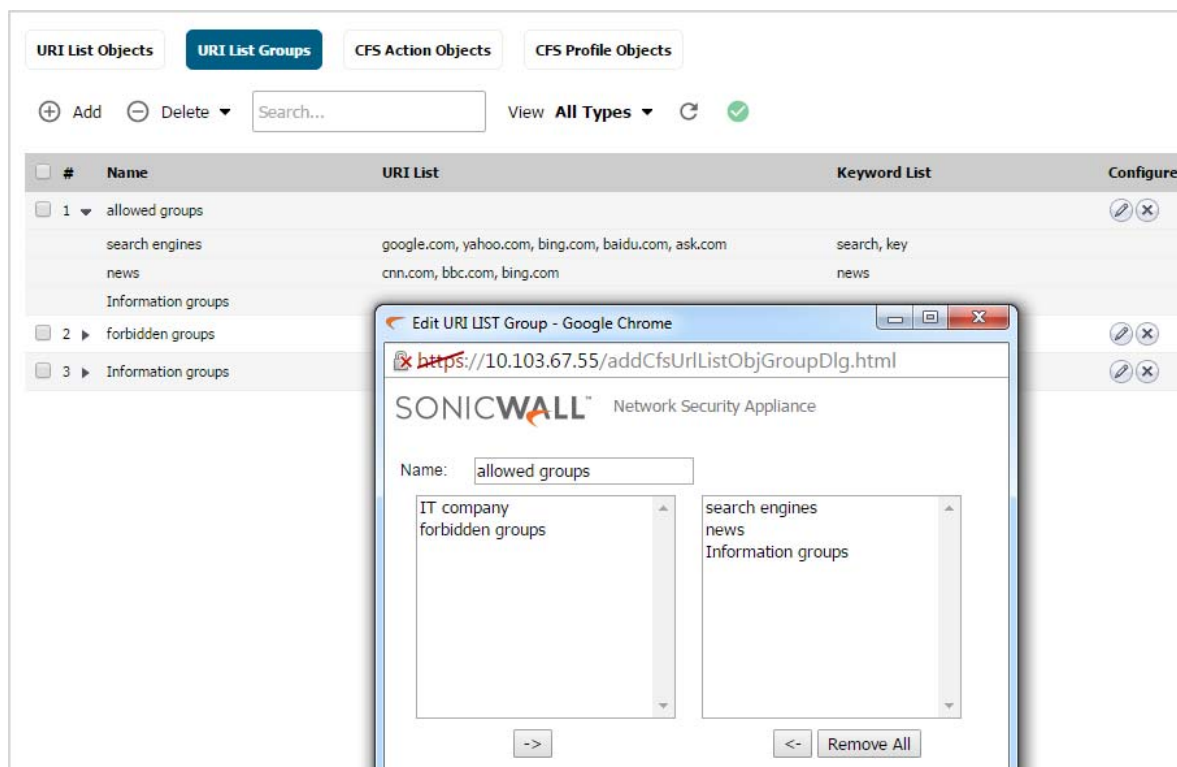 URI List Objects URI List Groups CFS Action Objects CFS Profile Objects
Add Delete Search... View All Types
# Name URI List Keyword List Configure
1 allowed groups
search engines google.com, yahoo.com, bing.com, baidu.com, ask.com search, key
news cnn.com, bbc.com, bing.com news
Information groups
Edit URI LIST Group - Google Chrome
2 forbidden groups
https://10.103.67.55/addCfsUrlListObjGroupDlg.html
3 Information groups
SONICWALL™ Network Security Appliance
Name: allowed groups
IT company search engines
forbidden groups news
Information groups
-> <- Remove All